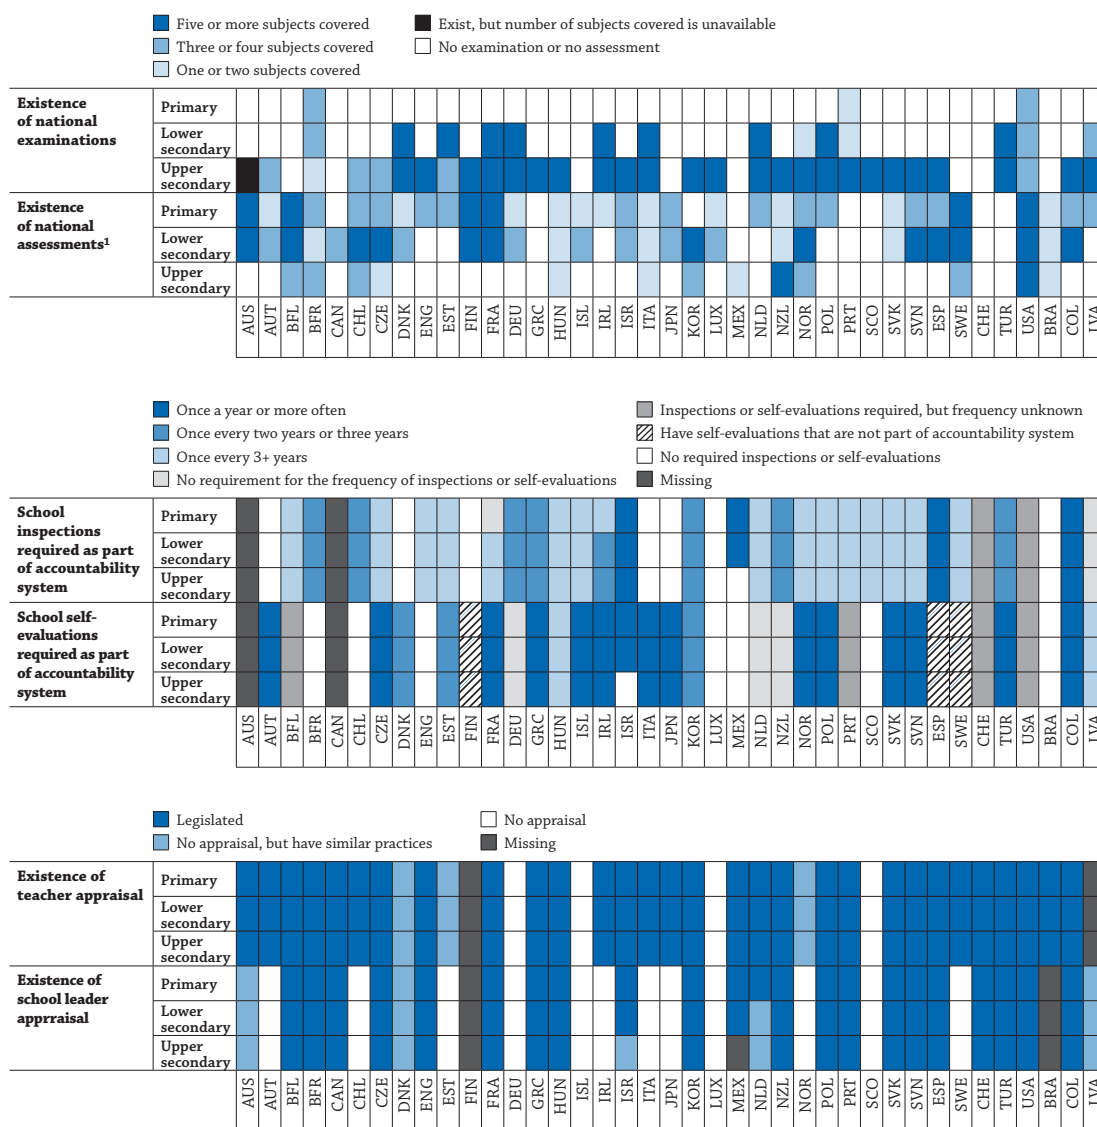 Five or more subjects covered
Exist, but number of subjects covered is unavailable
Three or four subjects covered
No examination or no assessment
One or two subjects covered
Existence
of national
examinations
Primary
Lower
secondary
Upper
secondary
Existence
of national
assessments¹
Primary
Lower
secondary
Upper
secondary
AUS AUT BFL BFR CAN CHL CZE DNK ENG EST FIN FRA DEU GRC HUN ISL IRL ISR ITA JPN KOR LUX MEX NLD NZL NOR POL PRT SCO SVK SVN ESP SWE CHE TUR USA BRA COL LVA
Once a year or more often
Inspections or self-evaluations required, but frequency unknown
Once every two years or three years
Have self-evaluations that are not part of accountability system
Once every 3+ years
No required inspections or self-evaluations
No requirement for the frequency of inspections or self-evaluations
Missing
School
inspections
required as part
of accountability
system
Primary
Lower
secondary
Upper
secondary
School self-
evaluations
required as part
of accountability
system
Primary
Lower
secondary
Upper
secondary
AUS AUT BFL BFR CAN CHL CZE DNK ENG EST FIN FRA DEU GRC HUN ISL IRL ISR ITA JPN KOR LUX MEX NLD NZL NOR POL PRT SCO SVK SVN ESP SWE CHE TUR USA BRA COL LVA
Legislated
No appraisal
No appraisal, but have similar practices
Missing
Existence of
teacher appraisal
Primary
Lower
secondary
Upper
secondary
Existence of
school leader
apprraisal
Primary
Lower
secondary
Upper
secondary
AUS AUT BFL BFR CAN CHL CZE DNK ENG EST FIN FRA DEU GRC HUN ISL IRL ISR ITA JPN KOR LUX MEX NLD NZL NOR POL PRT SCO SVK SVN ESP SWE CHE TUR USA BRA COL LVA